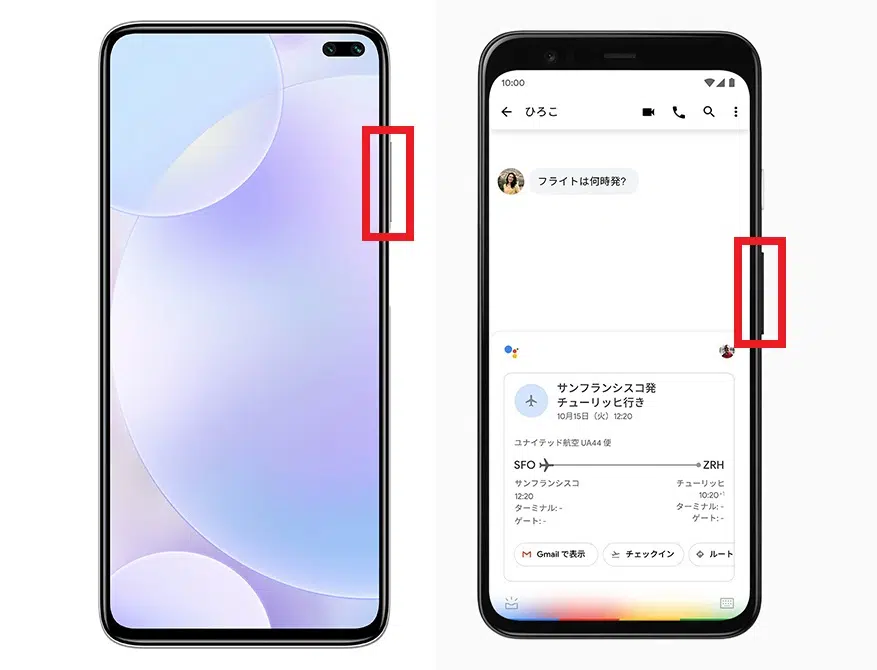 10:00
ひろこ
フライトは何時発?
サンフランシスコ発
チューリッヒ行き
10月15日（火）12:20
ユナイテッド航空 UA44 便
SFO ZRH
サンフランシスコ チューリッヒ
12:20 10:20+1
ターミナル: - ターミナル: -
ゲート: - ゲート: -
Gmail で表示 チェックイン ルート